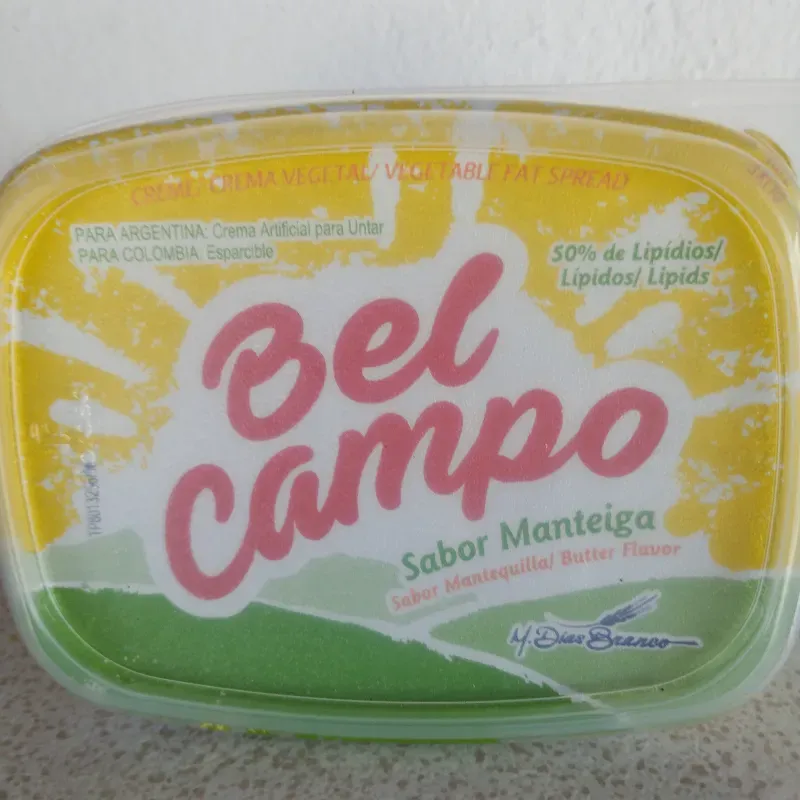 CREME/ CREMA VEGETAL/ VEGETABLE FAT SPREAD
PARA ARGENTINA: Crema Artificial para Untar
PARA COLOMBIA: Esparcible
50% de Lipídios/
Lípidos/ Lipids
Bel
Campo
Sabor Manteiga
Sabor Mantequilla/ Butter Flavor
M. Dias Branco